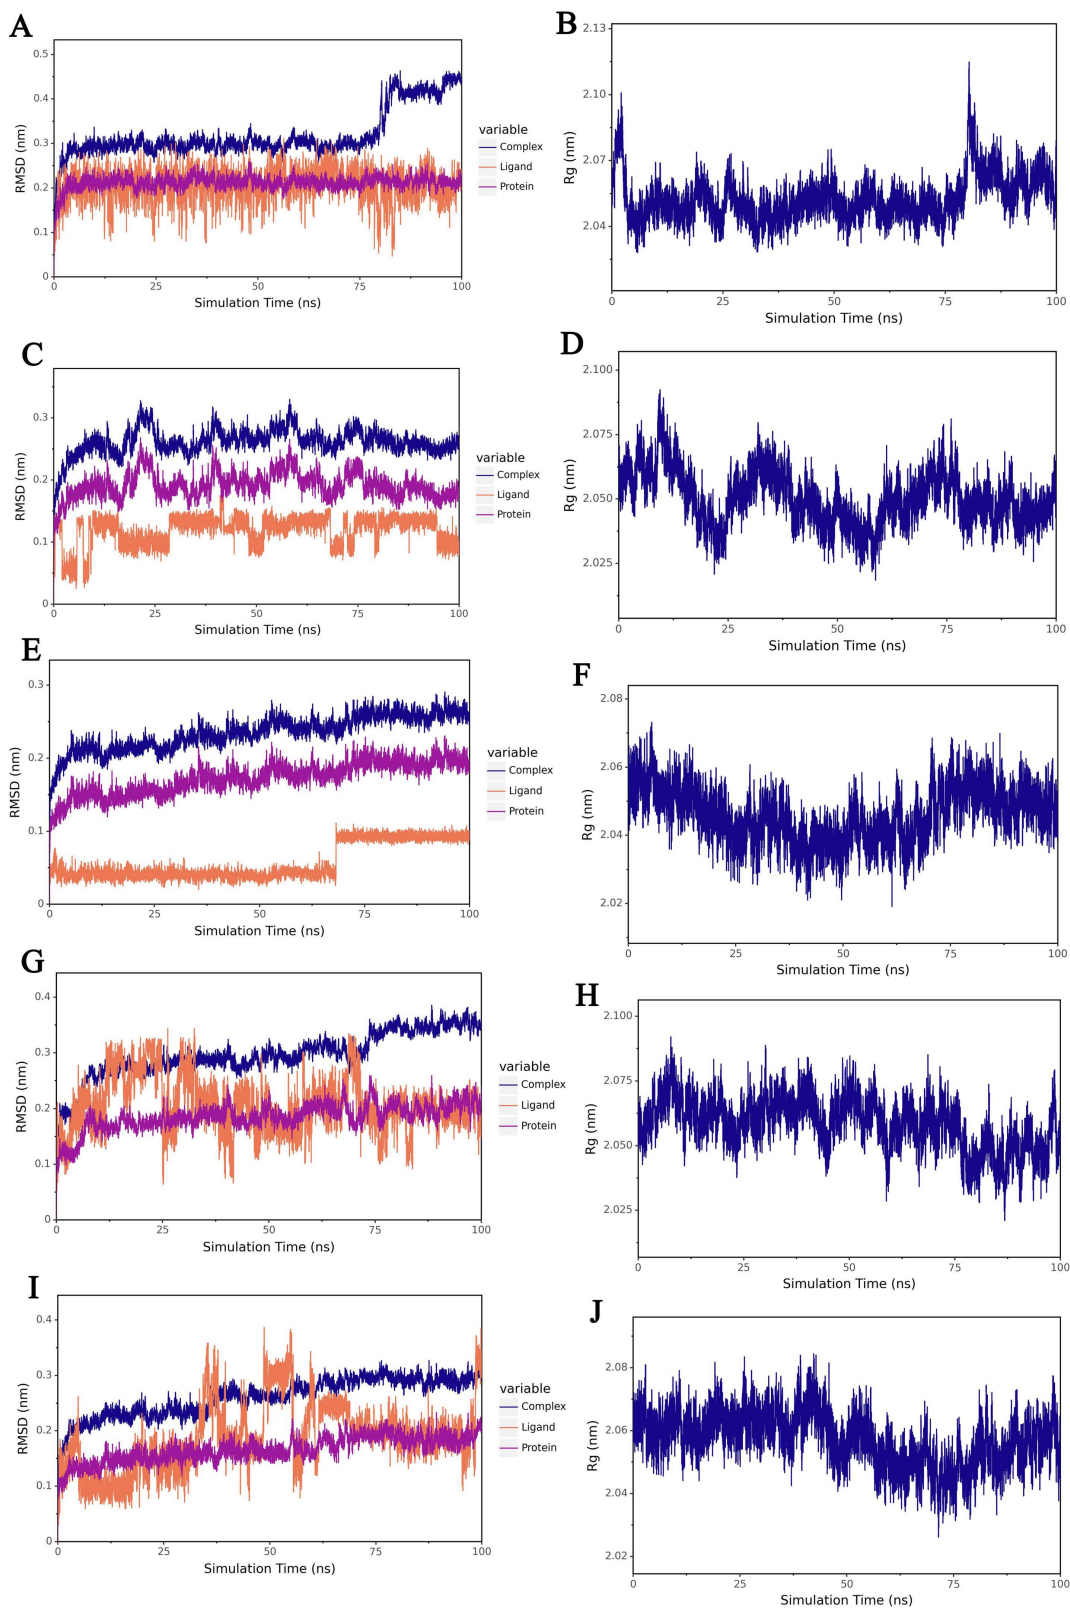 A
0.5
0.4
0.3
0.2
0.1
0
RMSD (nm)
0 25 50 75 100
Simulation Time (ns)
variable
Complex
Ligand
Protein
B
2.13
2.10
2.07
2.04
Rg (nm)
0 25 50 75 100
Simulation Time (ns)
C
0.3
0.2
0.1
0
RMSD (nm)
0 25 50 75 100
Simulation Time (ns)
variable
Complex
Ligand
Protein
D
2.100
2.075
2.050
2.025
Rg (nm)
0 25 50 75 100
Simulation Time (ns)
E
0.3
0.2
0.1
0
RMSD (nm)
0 25 50 75 100
Simulation Time (ns)
variable
Complex
Ligand
Protein
F
2.08
2.06
2.04
2.02
Rg (nm)
0 25 50 75 100
Simulation Time (ns)
G
0.4
0.3
0.2
0.1
0
RMSD (nm)
0 25 50 75 100
Simulation Time (ns)
variable
Complex
Ligand
Protein
H
2.100
2.075
2.050
2.025
Rg (nm)
0 25 50 75 100
Simulation Time (ns)
I
0.4
0.3
0.2
0.1
0
RMSD (nm)
0 25 50 75 100
Simulation Time (ns)
variable
Complex
Ligand
Protein
J
2.08
2.06
2.04
2.02
Rg (nm)
0 25 50 75 100
Simulation Time (ns)